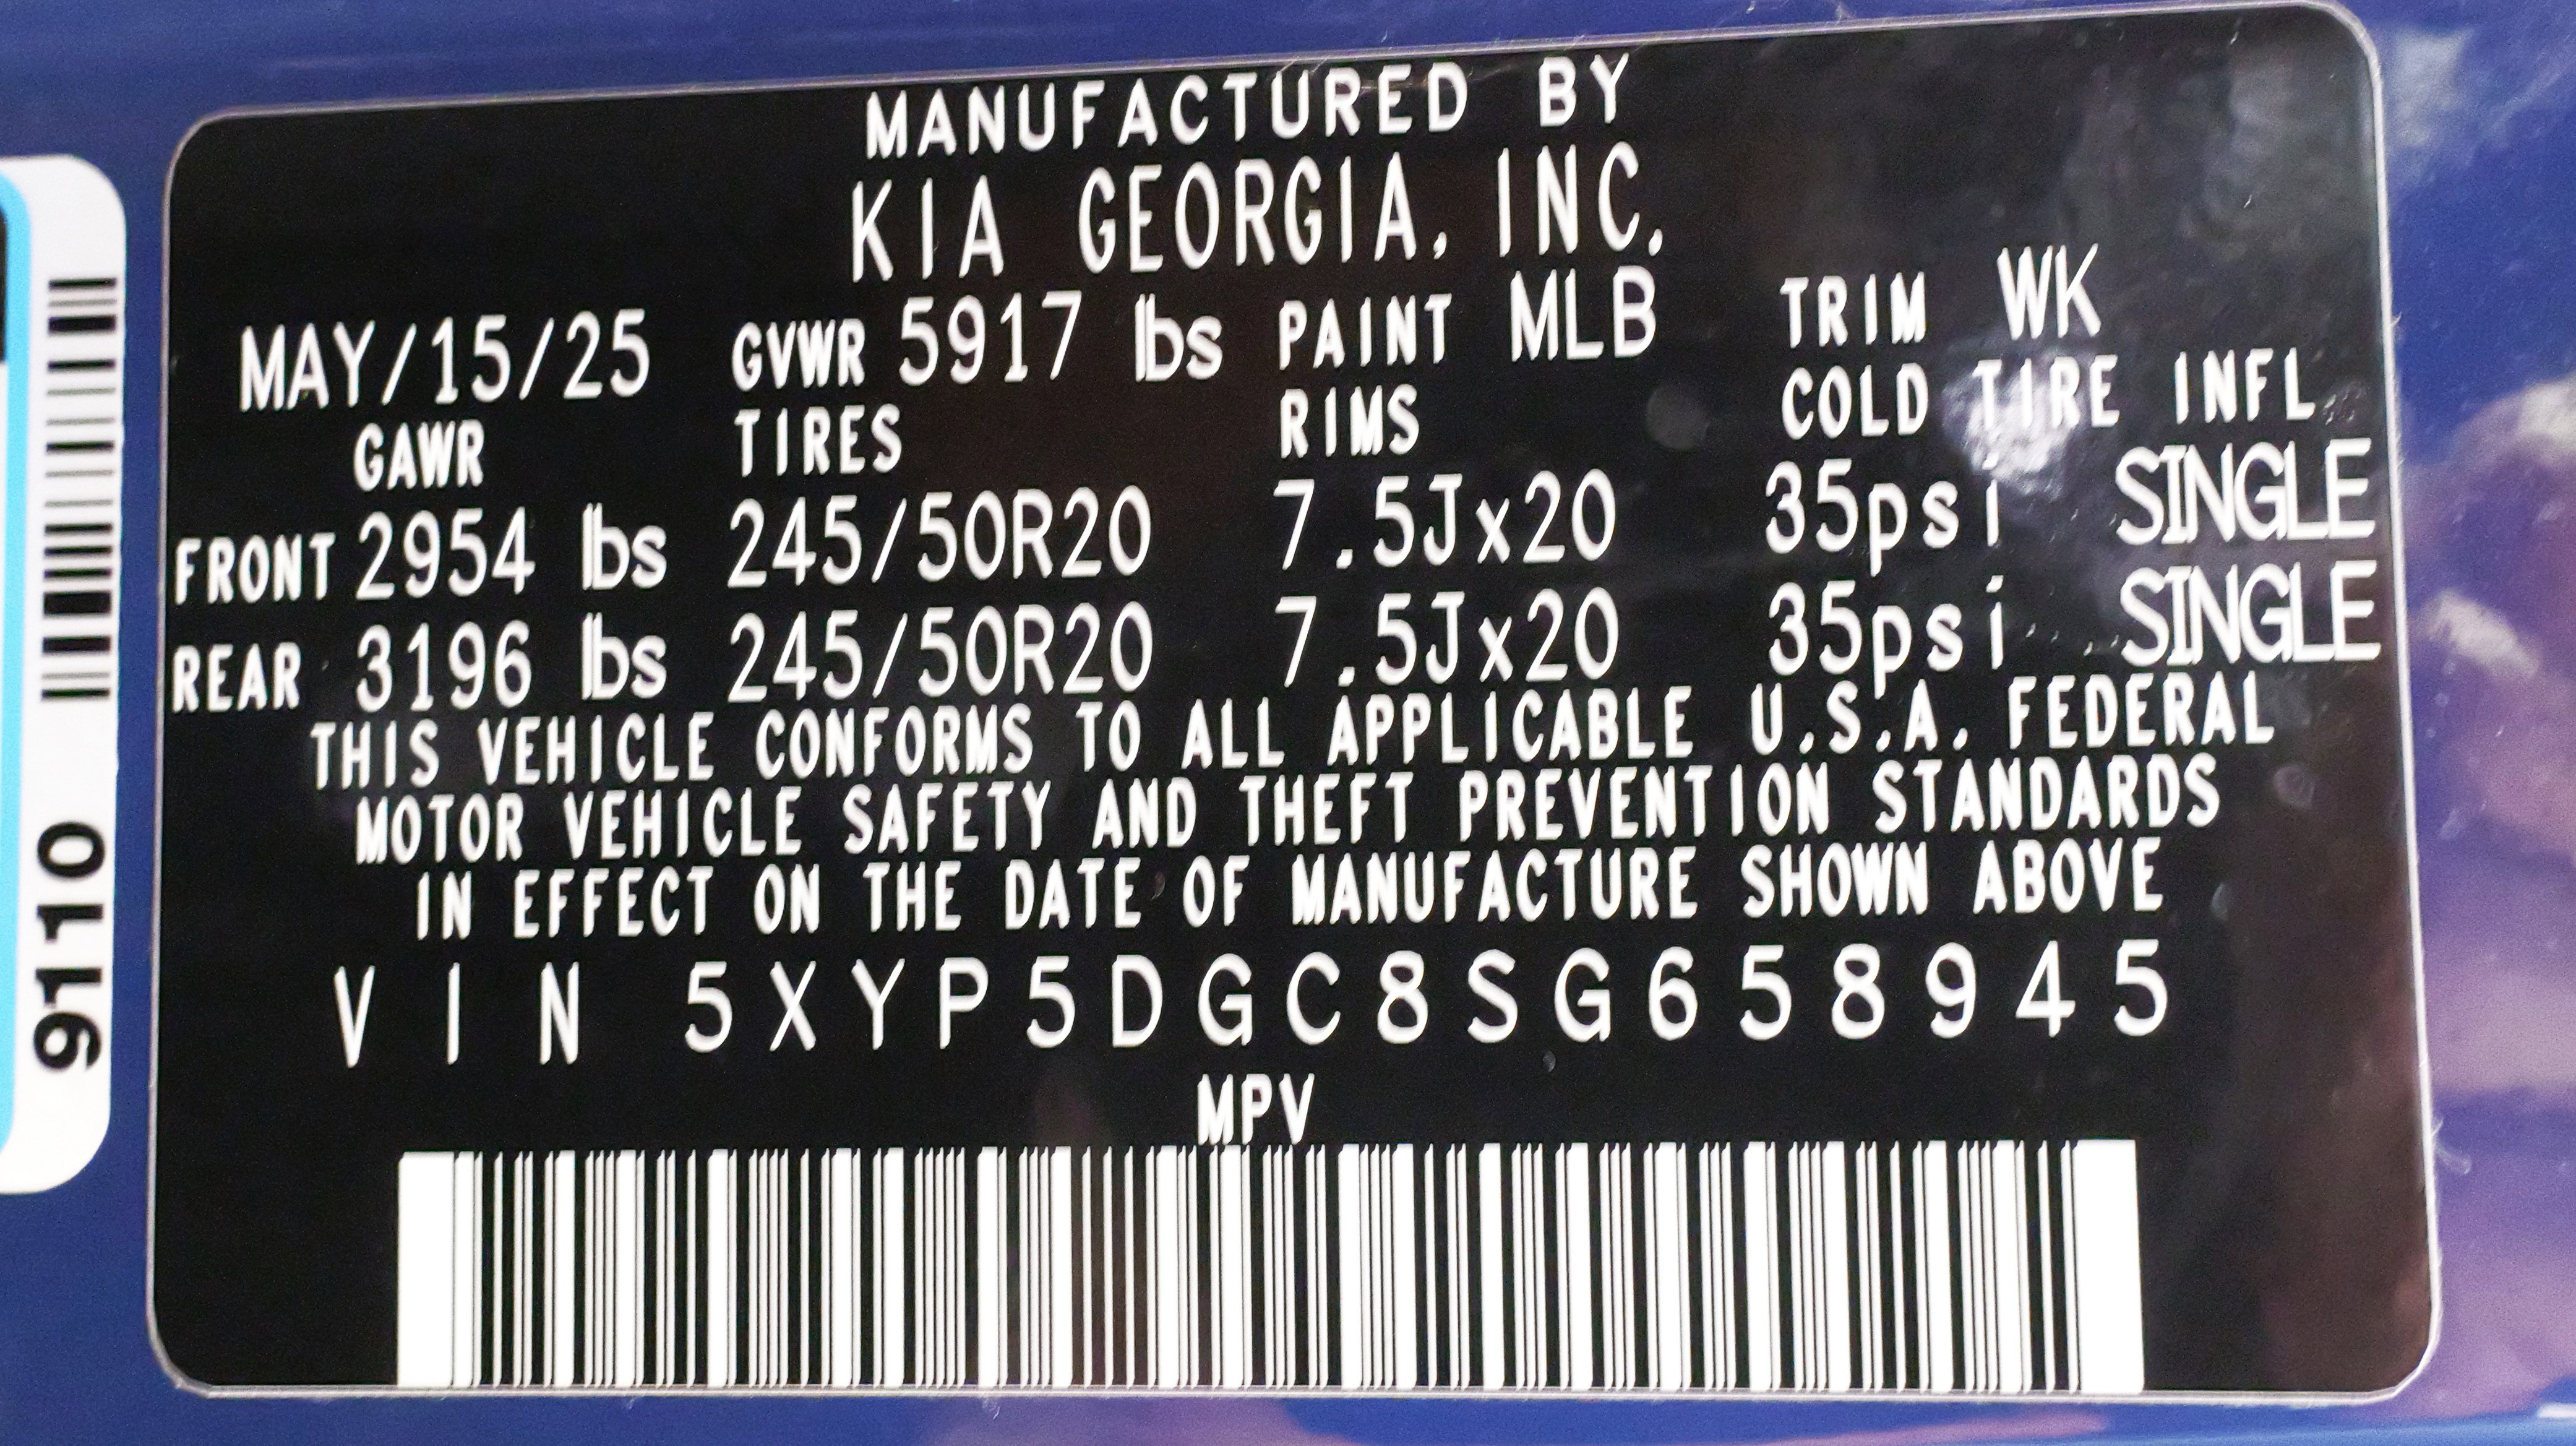 MANUFACTURED BY
KIA GEORGIA, INC.
MAY/15/25 GVWR 5917 lbs PAINT MLB TRIM WK
GAWR TIRES RIMS COLD TIRE INFL.
FRONT 2954 lbs 245/50R20 7.5Jx20 35psi SINGLE
REAR 3196 lbs 245/50R20 7.5Jx20 35psi SINGLE
THIS VEHICLE CONFORMS TO ALL APPLICABLE U.S.A. FEDERAL
MOTOR VEHICLE SAFETY AND THEFT PREVENTION STANDARDS
IN EFFECT ON THE DATE OF MANUFACTURE SHOWN ABOVE
VIN 5XYP5DGC8SG658945
MPV
9110